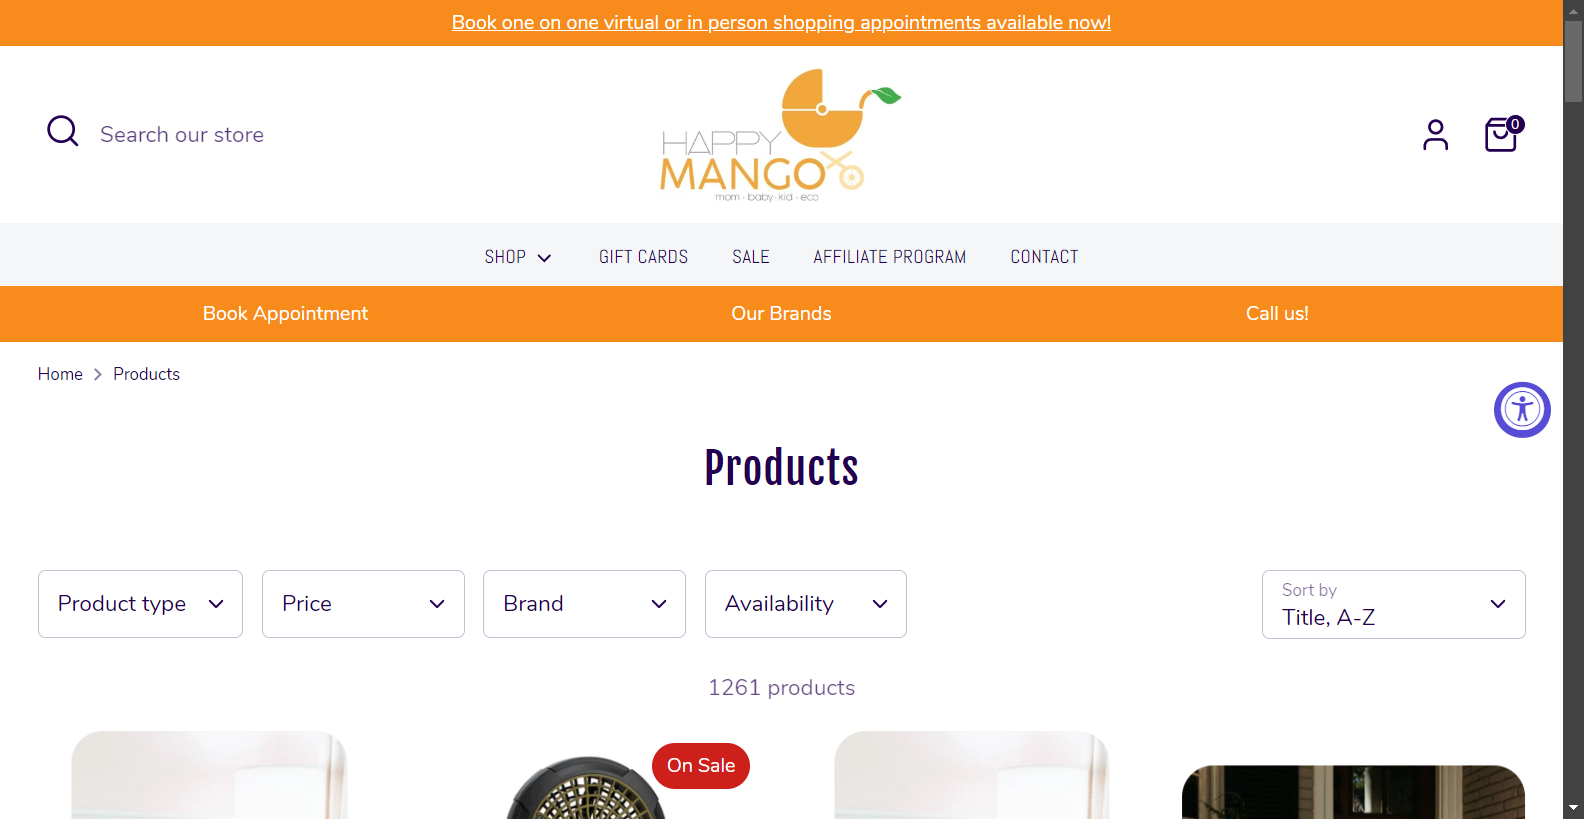 Book one on one virtual or in person shopping appointments available now!
Search our store
HAPPY
MANGO
mom · baby · kid · eco
0
SHOP
GIFT CARDS
SALE
AFFILIATE PROGRAM
CONTACT
Book Appointment
Our Brands
Call us!
Home
Products
Products
Product type
Price
Brand
Availability
Sort by
Title, A-Z
1261 products
On Sale